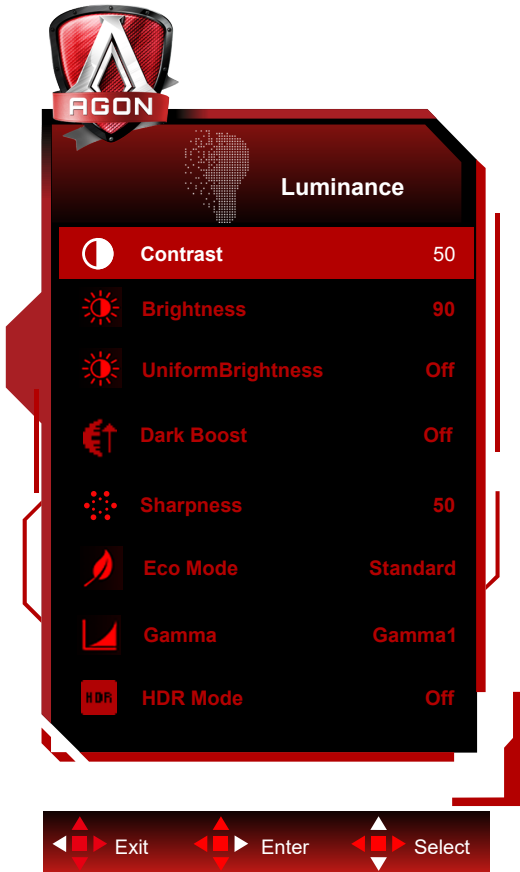 AGON
Luminance
Contrast 50
Brightness 90
UniformBrightness Off
Dark Boost Off
Sharpness 50
Eco Mode Standard
Gamma Gamma1
HDR HDR Mode Off
Exit Enter Select